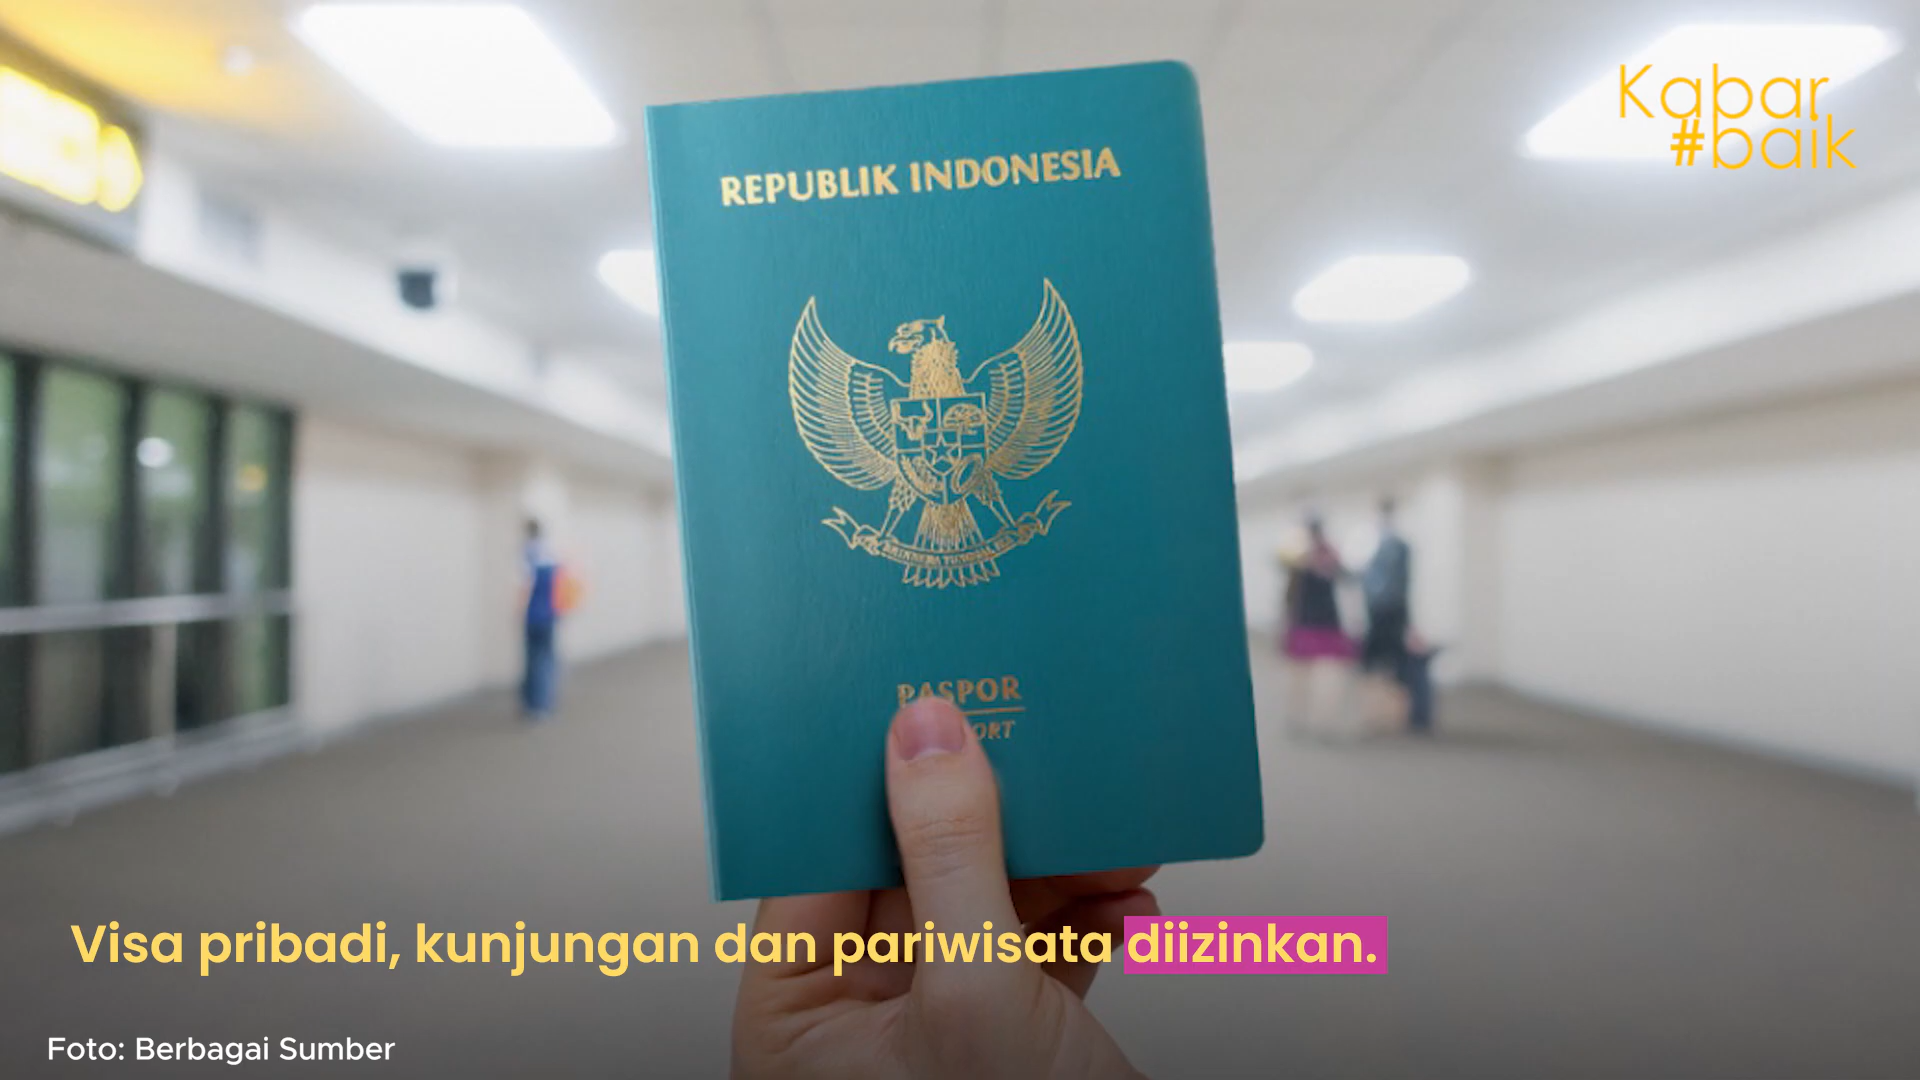 Kabar
#baik
REPUBLIK INDONESIA
PASPOR
Visa pribadi, kunjungan dan pariwisata diizinkan.
Foto: Berbagai Sumber